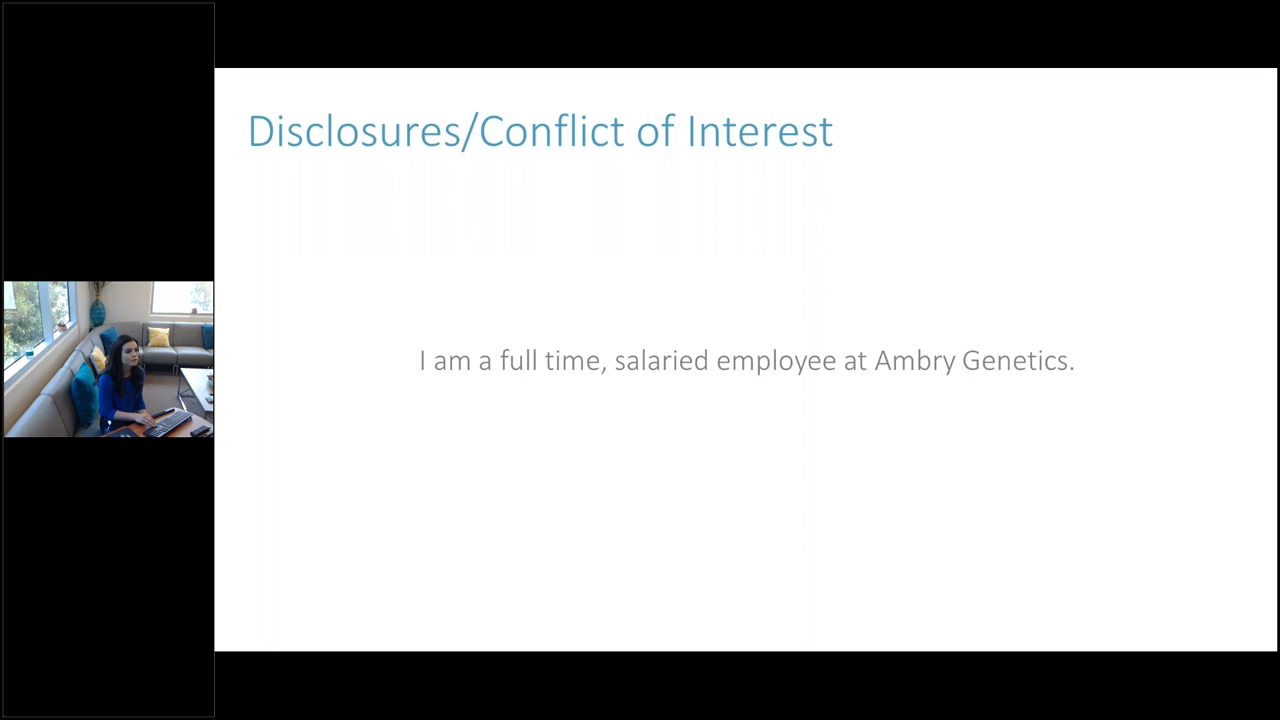 Disclosures/Conflict of Interest
I am a full time, salaried employee at Ambry Genetics.